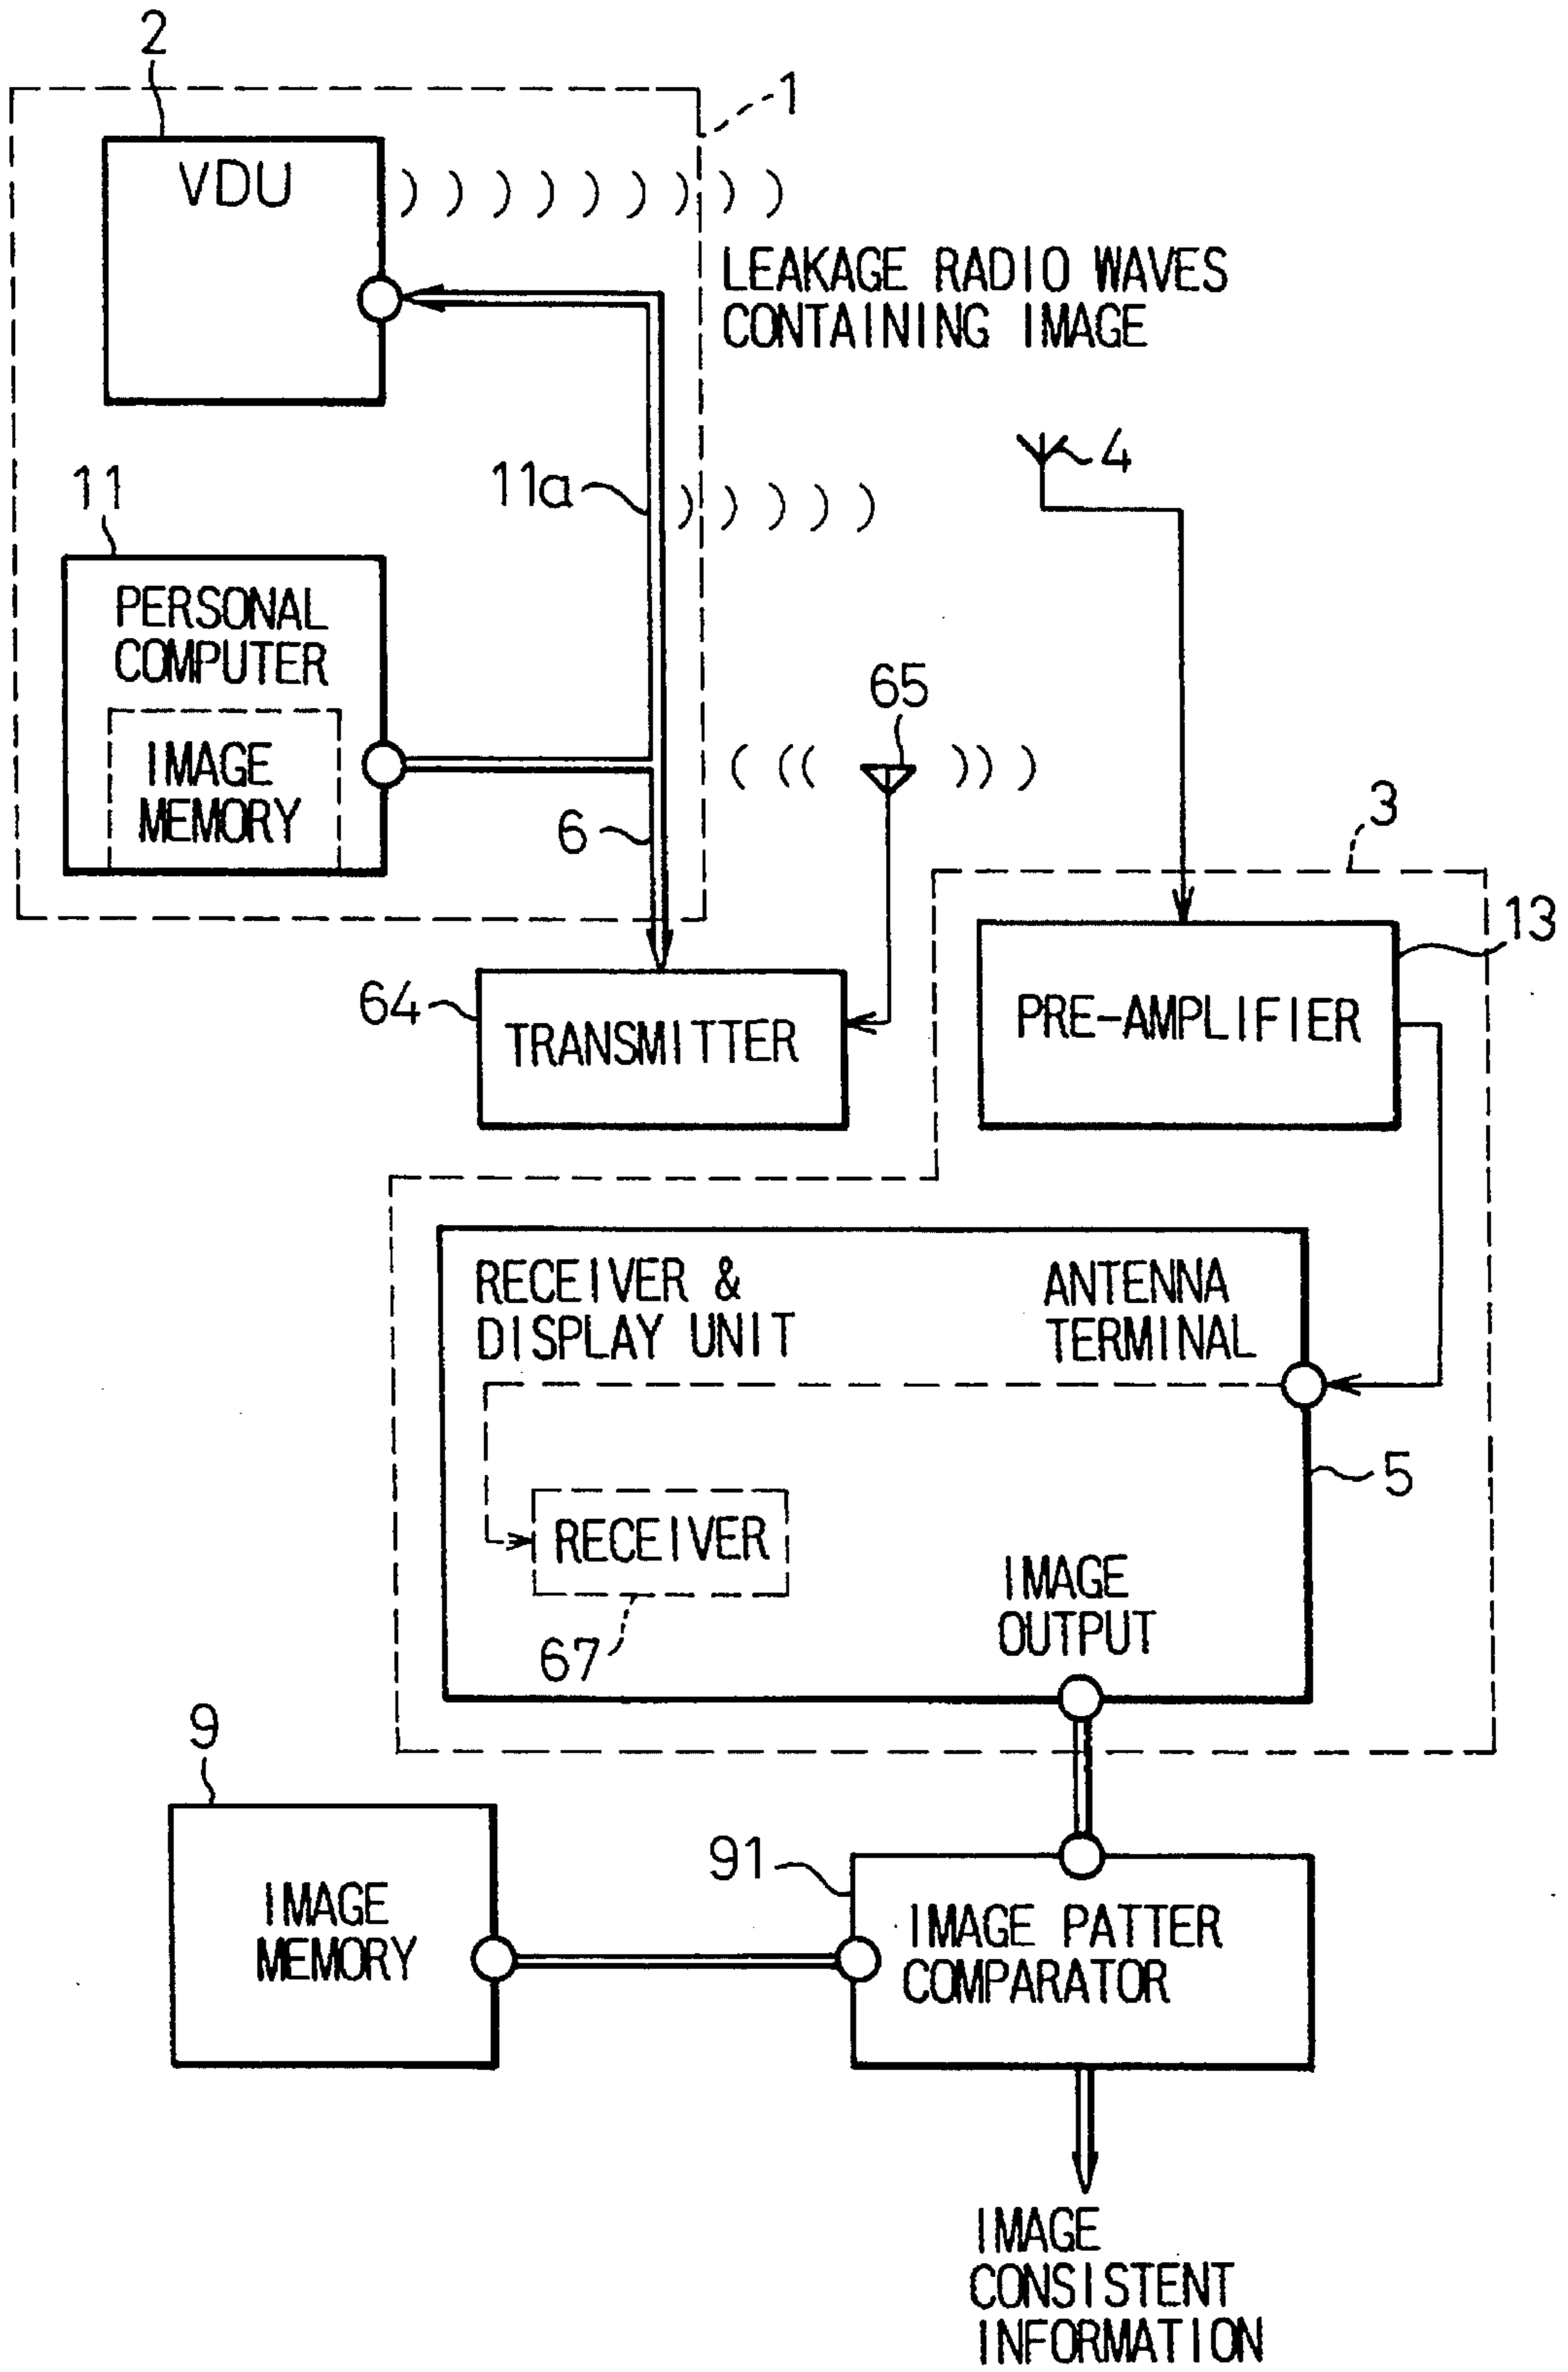 2
1
VDU
LEAKAGE RADIO WAVES
CONTAINING IMAGE
4
11
11a
PERSONAL
COMPUTER
IMAGE
MEMORY
65
6
3
13
64
TRANSMITTER
PRE-AMPLIFIER
RECEIVER &
DISPLAY UNIT
ANTENNA
TERMINAL
5
RECEIVER
67
IMAGE
OUTPUT
9
IMAGE
MEMORY
91
IMAGE PATTER
COMPARATOR
IMAGE
CONSISTENT
INFORMATION